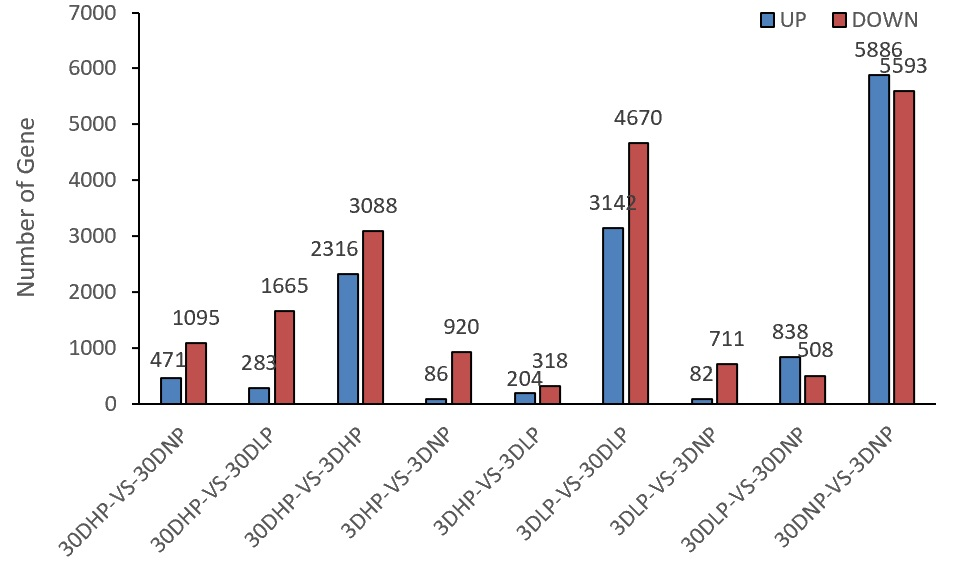 7000
UP
DOWN
6000
5000
4000
3000
2000
1000
0
Number of Gene
471
1095
283
1665
2316
3088
86
920
204
318
3142
4670
82
711
838
508
5886
5593
30DHP-VS-30DNP
30DHP-VS-30DLP
30DHP-VS-3DHP
3DHP-VS-3DNP
3DHP-VS-3DLP
3DLP-VS-30DLP
3DLP-VS-3DNP
30DLP-VS-30DNP
30DNP-VS-3DNP